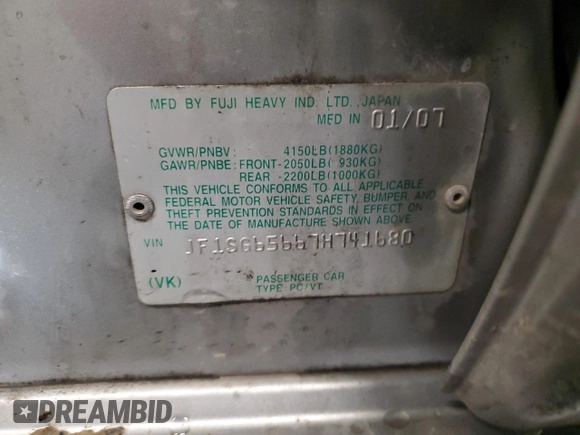 MFD BY FUJI HEAVY IND. LTD. JAPAN
MED IN 01/07
GVWR/PNBV: 4150LB(1880KG)
GAWR/PNBE: FRONT-2050LB( 930KG)
REAR -2200LB(1000KG)
THIS VEHICLE CONFORMS TO ALL APPLICABLE
FEDERAL MOTOR VEHICLE SAFETY, BUMPER, AND
THEFT PREVENTION STANDARDS IN EFFECT ON
THE DATE OF MANUFACTURE SHOWN ABOVE.
VIN JF1SG65667H741680
(VK) PASSENGER CAR
TYPE PC/VT
DREAMBID